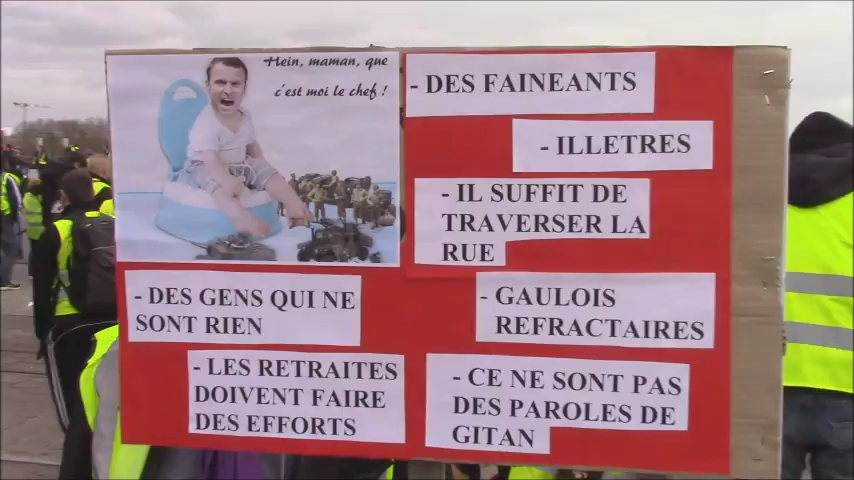 Hein, maman, que
c'est moi le chef !
- DES FAINEANTS
- ILLETRES
- IL SUFFIT DE
TRAVERSER LA
RUE
- DES GENS QUI NE
SONT RIEN
- GAULOIS
REFRACTAIRES
- LES RETRAITES
DOIVENT FAIRE
DES EFFORTS
- CE NE SONT PAS
DES PAROLES DE
GITAN